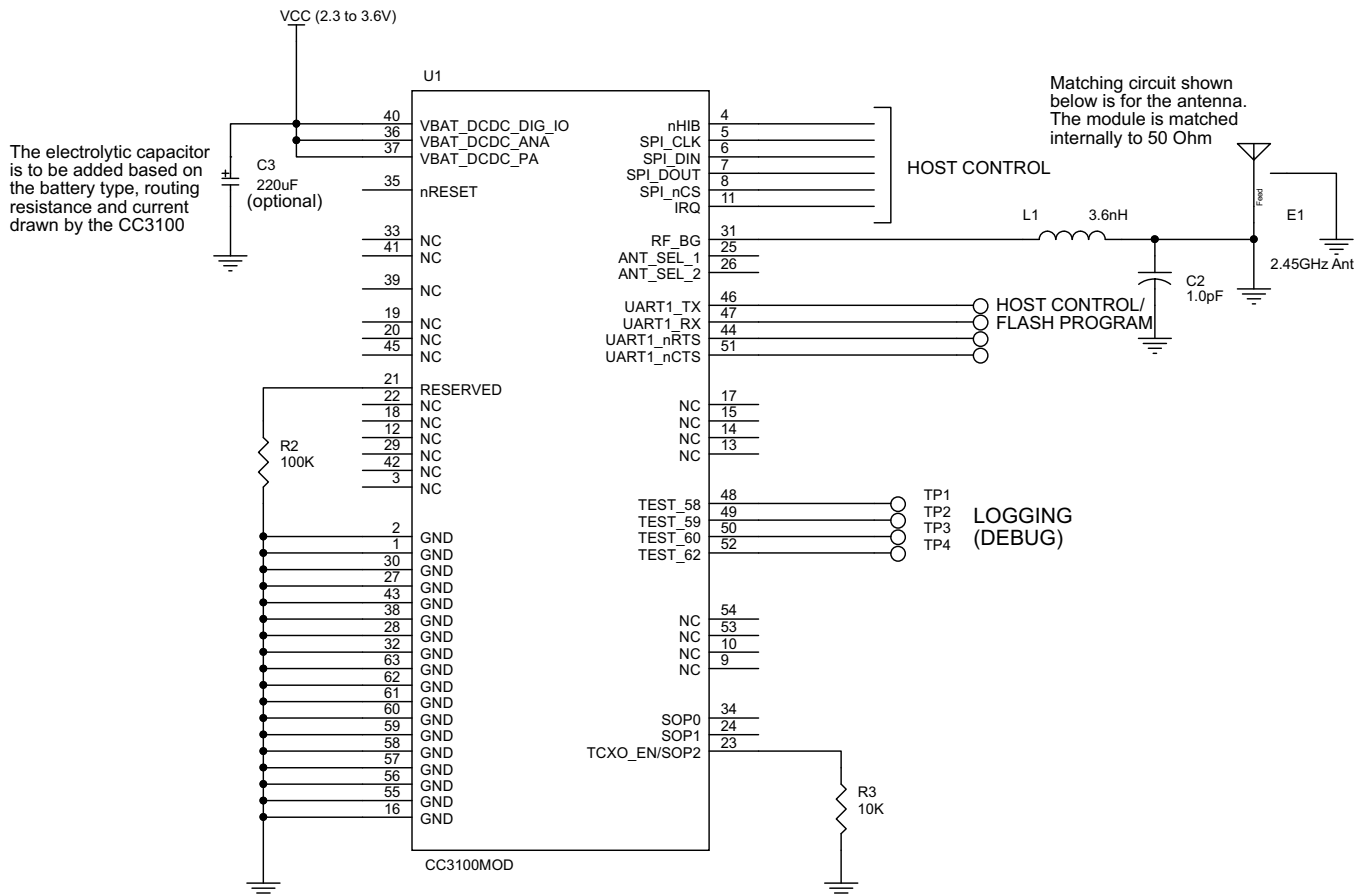 VCC (2.3 to 3.6V)
U1
The electrolytic capacitor
is to be added based on
the battery type, routing
resistance and current
drawn by the CC3100
C3
220uF
(optional)
+
40 VBAT_DCDC_DIG_IO
36 VBAT_DCDC_ANA
37 VBAT_DCDC_PA
35 nRESET
33 NC
41 NC
39 NC
19 NC
20 NC
45 NC
21 RESERVED
22 NC
18 NC
12 NC
29 NC
42 NC
3 NC
R2
100K
2 GND
1 GND
30 GND
27 GND
43 GND
38 GND
28 GND
32 GND
63 GND
62 GND
61 GND
60 GND
59 GND
58 GND
57 GND
56 GND
55 GND
16 GND
nHIB 4
SPI_CLK 5
SPI_DIN 6
SPI_DOUT 7
SPI_nCS 8
IRQ 11
HOST CONTROL
RF_BG 31
ANT_SEL_1 25
ANT_SEL_2 26
UART1_TX 46
UART1_RX 47
UART1_nRTS 44
UART1_nCTS 51
HOST CONTROL/
FLASH PROGRAM
NC 17
NC 15
NC 14
NC 13
TEST_58 48 TP1
TEST_59 49 TP2
TEST_60 50 TP3
TEST_62 52 TP4
LOGGING
(DEBUG)
NC 54
NC 53
NC 10
NC 9
SOP0 34
SOP1 24
TCXO_EN/SOP2 23
R3
10K
CC3100MOD
Matching circuit shown
below is for the antenna.
The module is matched
internally to 50 Ohm
L1 3.6nH
Feed
E1
2.45GHz Ant
C2
1.0pF